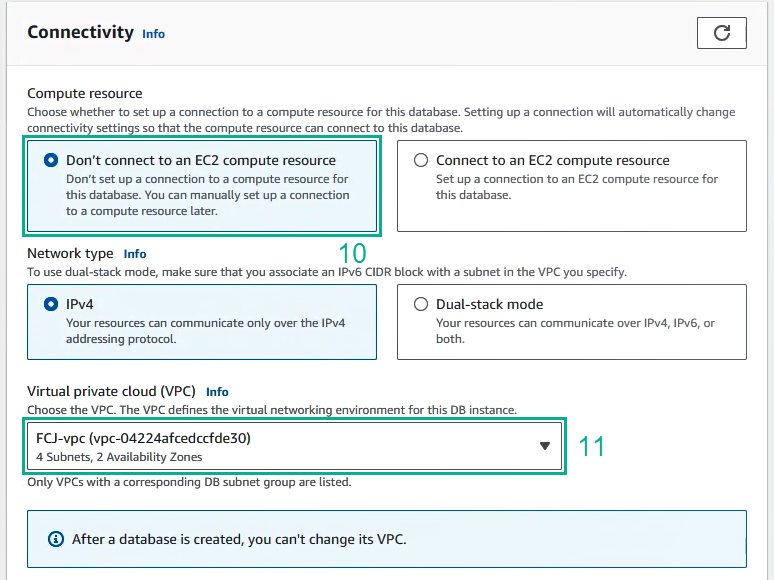 Connectivity Info
Compute resource
Choose whether to set up a connection to a compute resource for this database. Setting up a connection will automatically change
connectivity settings so that the compute resource can connect to this database.
Don't connect to an EC2 compute resource
Don't set up a connection to a compute resource for
this database. You can manually set up a connection
to a compute resource later.
Connect to an EC2 compute resource
Set up a connection to an EC2 compute resource for
this database.
10
Network type Info
To use dual-stack mode, make sure that you associate an IPv6 CIDR block with a subnet in the VPC you specify.
IPv4
Your resources can communicate only over the IPv4
addressing protocol.
Dual-stack mode
Your resources can communicate over IPv4, IPv6, or
both.
Virtual private cloud (VPC) Info
Choose the VPC. The VPC defines the virtual networking environment for this DB instance.
FCJ-vpc (vpc-04224afcedccfde30)
4 Subnets, 2 Availability Zones
11
Only VPCs with a corresponding DB subnet group are listed.
After a database is created, you can't change its VPC.